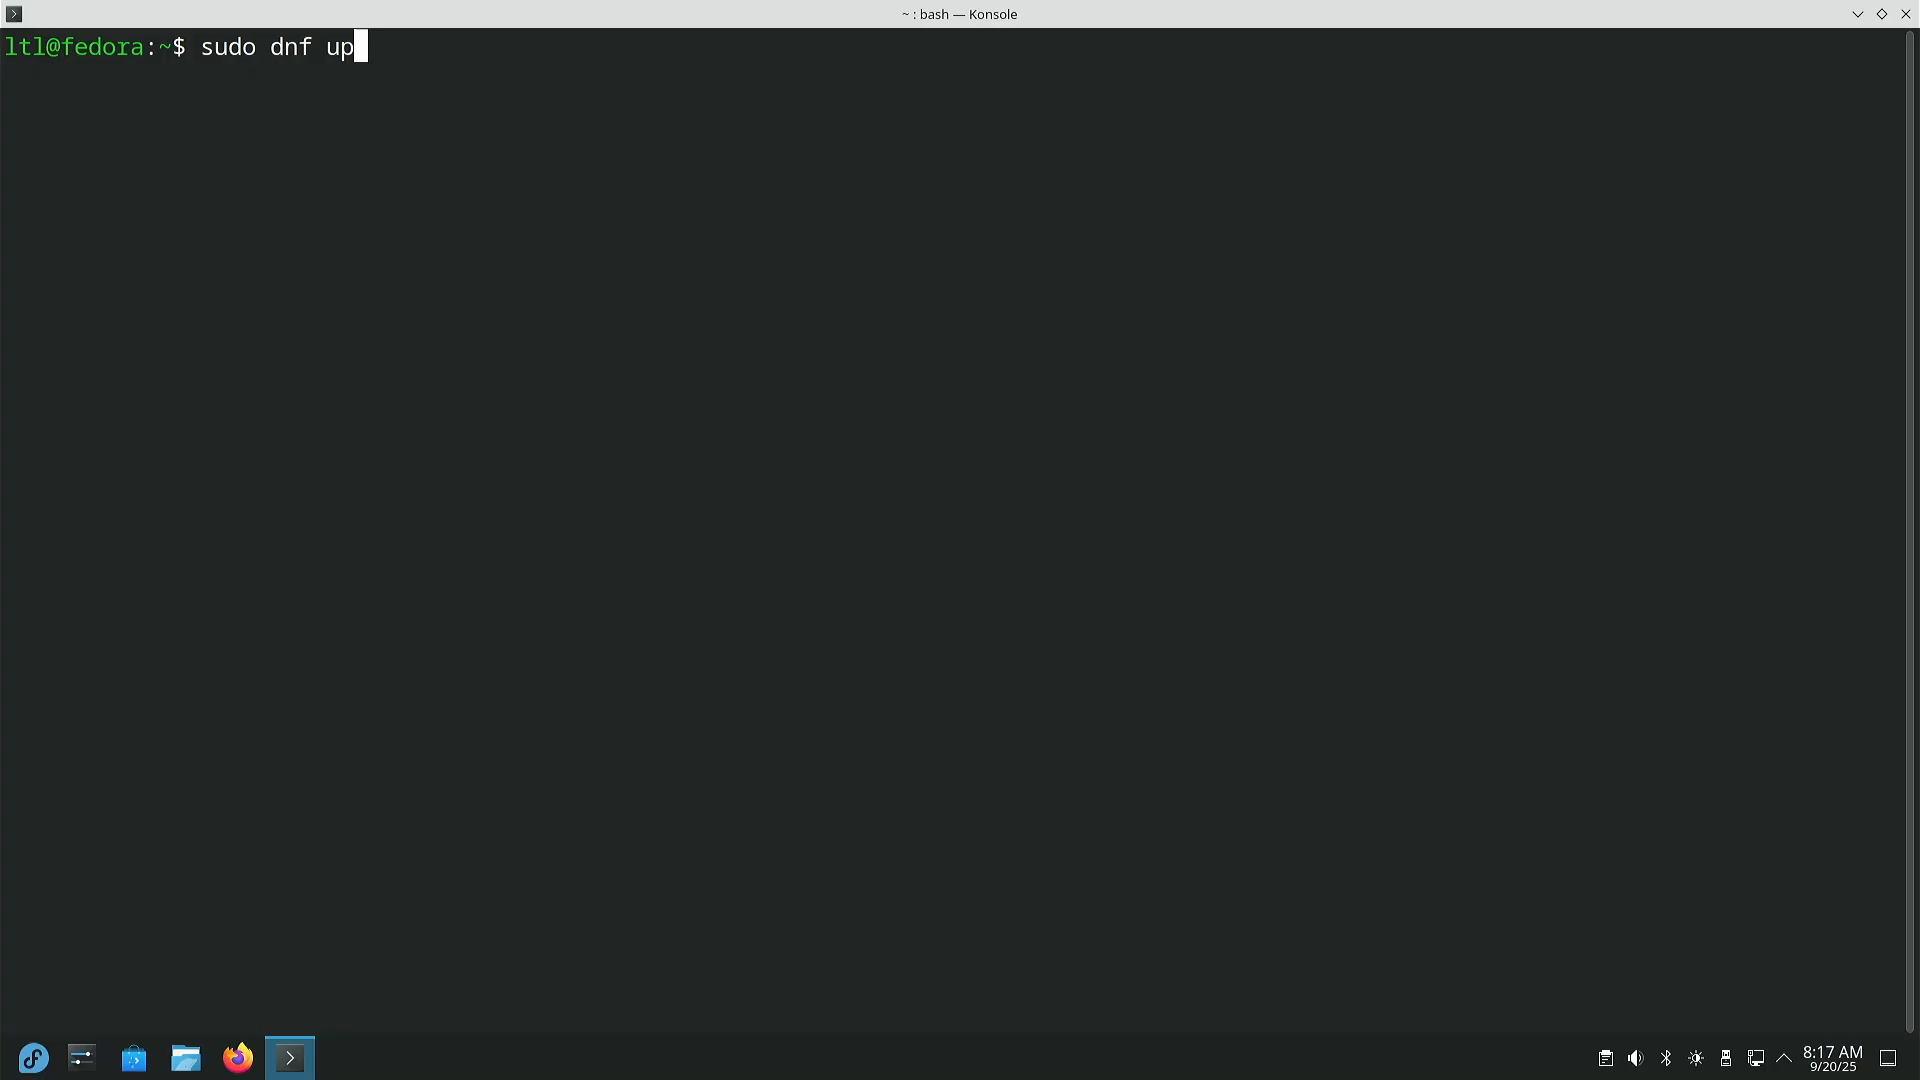 ~ : bash — Konsole
ltl@fedora:~$ sudo dnf up
8:17 AM
9/20/25